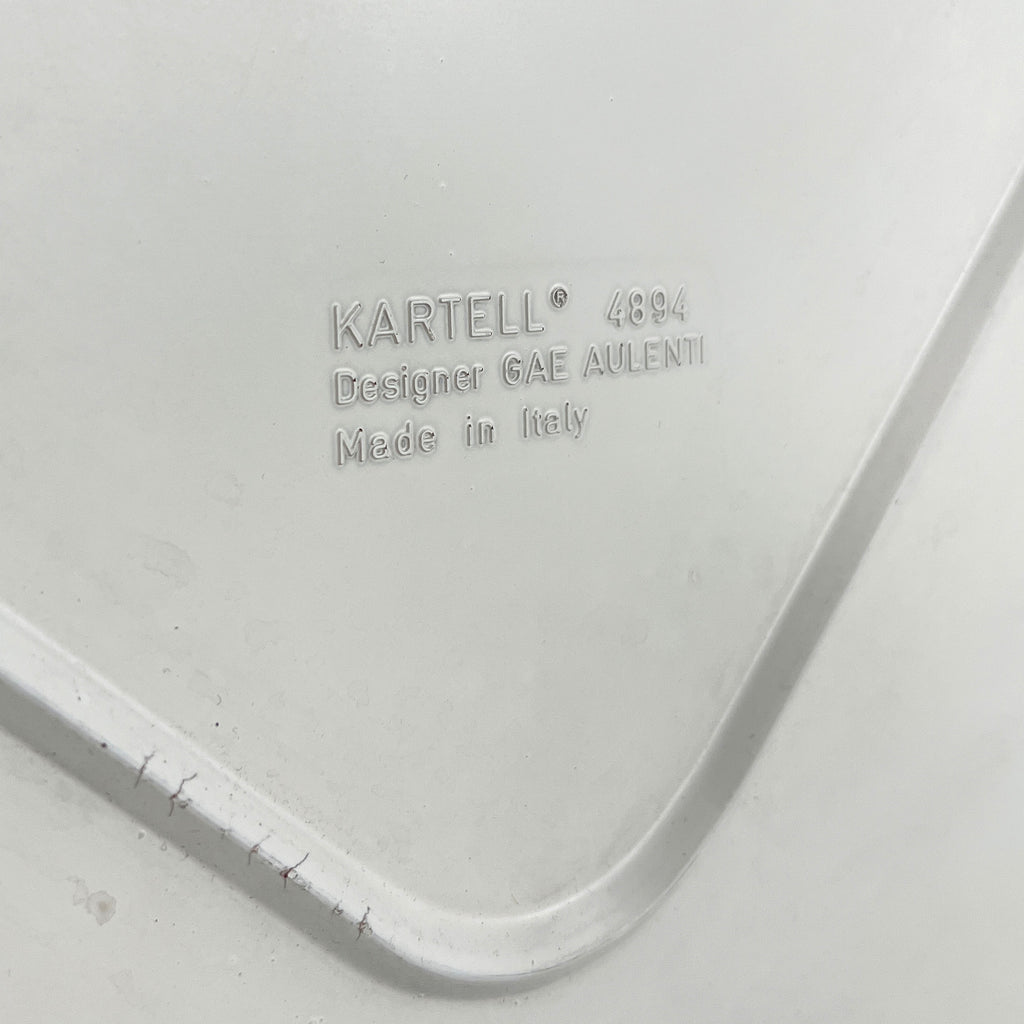 KARTELL® 4894
Designer GAE AULENTI
Made in Italy